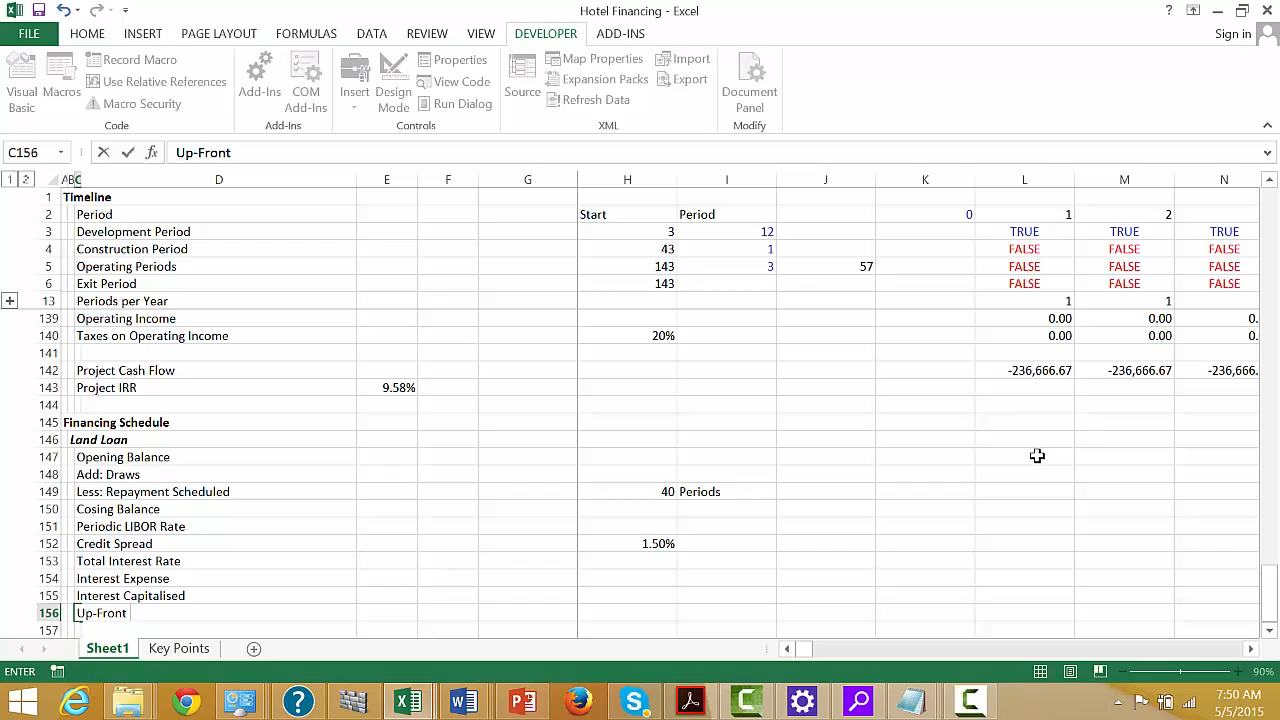 Hotel Financing - Excel
FILE HOME INSERT PAGE LAYOUT FORMULAS DATA REVIEW VIEW DEVELOPER ADD-INS Sign in
Visual Basic
Macros
Record Macro
Use Relative References
Macro Security
Code
Add-Ins
COM Add-Ins
Add-Ins
Insert
Design Mode
Properties
View Code
Run Dialog
Controls
Source
Map Properties
Expansion Packs
Refresh Data
Import
Export
XML
Document Panel
Modify
C156 fx Up-Front
1 2 A B C D E F G H I J K L M N
1 Timeline
2 Period Start Period 0 1 2
3 Development Period 3 12 TRUE TRUE TRUE
4 Construction Period 43 1 FALSE FALSE FALSE
5 Operating Periods 143 3 57 FALSE FALSE FALSE
6 Exit Period 143 FALSE FALSE FALSE
13 Periods per Year 1 1
139 Operating Income 0.00 0.00 0.
140 Taxes on Operating Income 20% 0.00 0.00 0.
141
142 Project Cash Flow -236,666.67 -236,666.67 -236,666.
143 Project IRR 9.58%
144
145 Financing Schedule
146 Land Loan
147 Opening Balance
148 Add: Draws
149 Less: Repayment Scheduled 40 Periods
150 Cosing Balance
151 Periodic LIBOR Rate
152 Credit Spread 1.50%
153 Total Interest Rate
154 Interest Expense
155 Interest Capitalised
156 Up-Front
157
Sheet1 Key Points
ENTER 90%
7:50 AM
5/5/2015